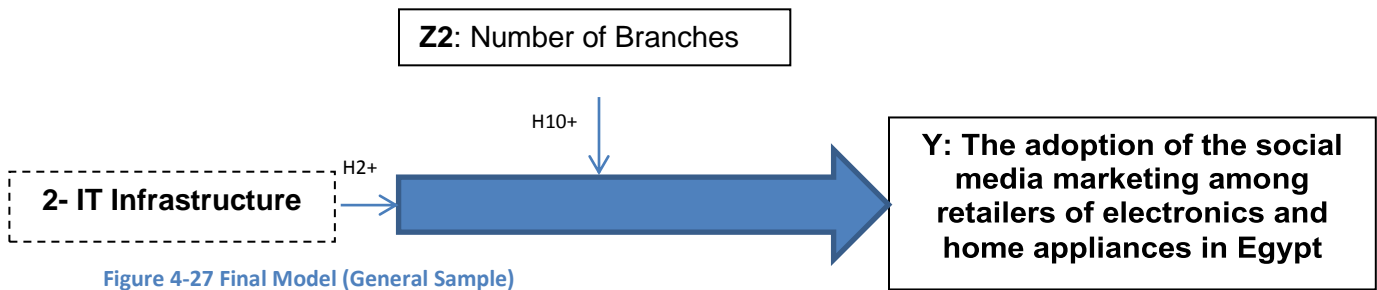 Z2: Number of Branches
H10+
H2+
2- IT Infrastructure
Y: The adoption of the social
media marketing among
retailers of electronics and
home appliances in Egypt
Figure 4-27 Final Model (General Sample)